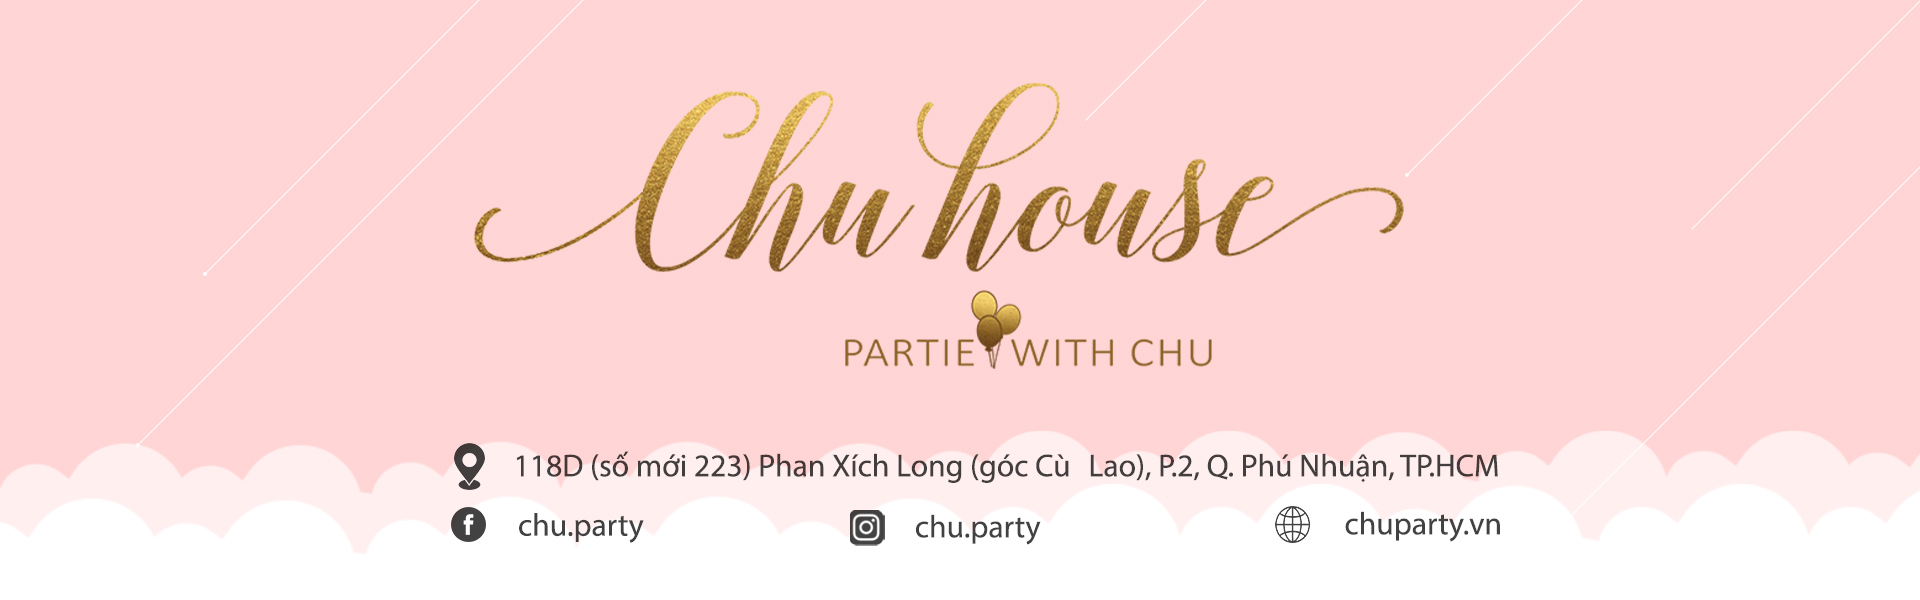 Chu house
PARTIE WITH CHU
118D (số mới 223) Phan Xích Long (góc Cù Lao), P.2, Q. Phú Nhuận, TP.HCM
chu.party chu.party chuparty.vn